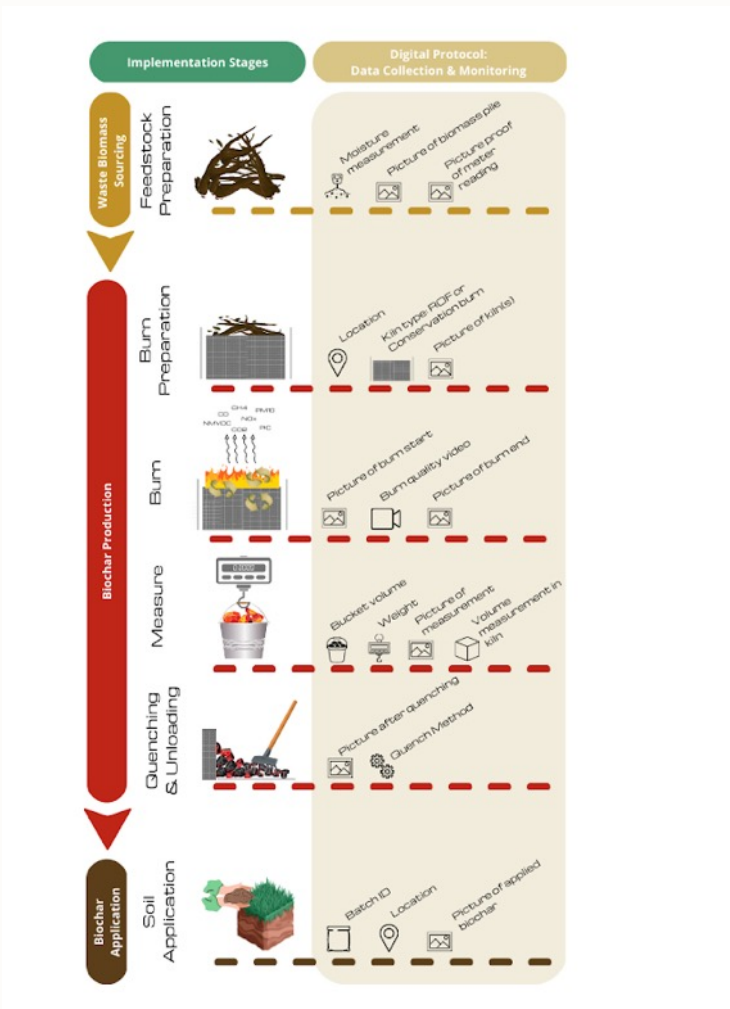 Implementation Stages
Digital Protocol:
Data Collection & Monitoring
Waste Biomass
Sourcing
Feedstock
Preparation
Moisture
measurement
Picture of biomass pile
Picture proof
of meter
reading
Biochar Production
Burn
Preparation
Location
Kiln type: ROF or
Conservation burn
Picture of kiln(s)
Burn
CH4
PM10
CO
NOx
NMVOC
CO2
PIC
Picture of burn start
Burn quality video
Picture of burn end
Measure
Bucket volume
Weight
Picture of
measurement
Volume
measurement in
kiln
Quenching
& Unloading
Picture after quenching
Quench Method
Biochar
Application
Soil
Application
Batch ID
Location
Picture of applied
biochar